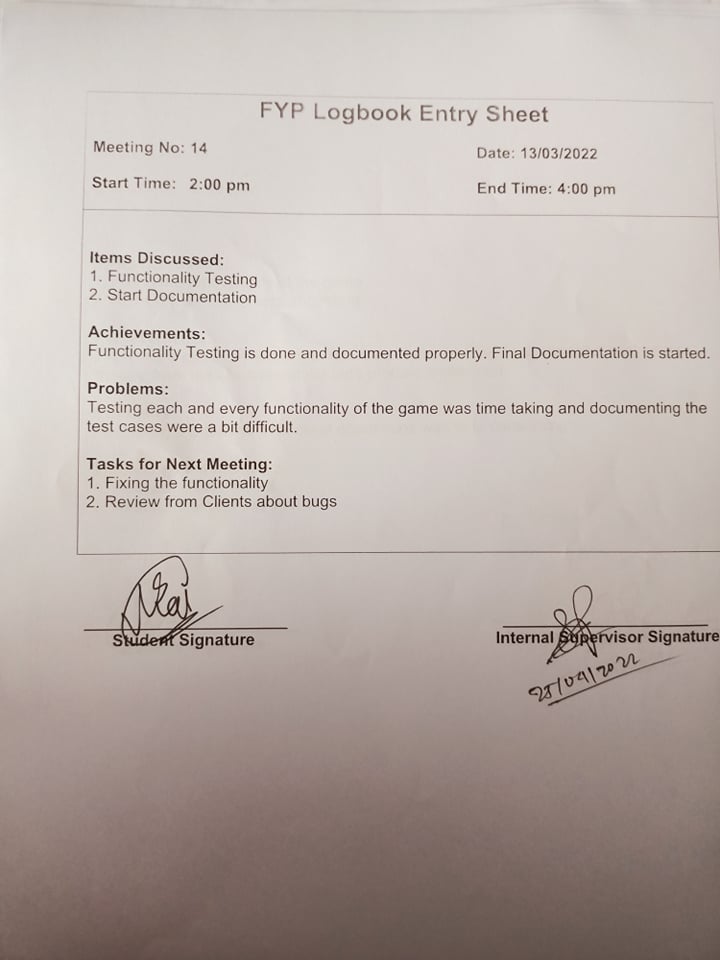 FYP Logbook Entry Sheet
Meeting No: 14
Date: 13/03/2022
Start Time: 2:00 pm
End Time: 4:00 pm
Items Discussed:
1. Functionality Testing
2. Start Documentation
Achievements:
Functionality Testing is done and documented properly. Final Documentation is started.
Problems:
Testing each and every functionality of the game was time taking and documenting the
test cases were a bit difficult.
Tasks for Next Meeting:
1. Fixing the functionality
2. Review from Clients about bugs
Student Signature
Internal Supervisor Signature
25/04/2022